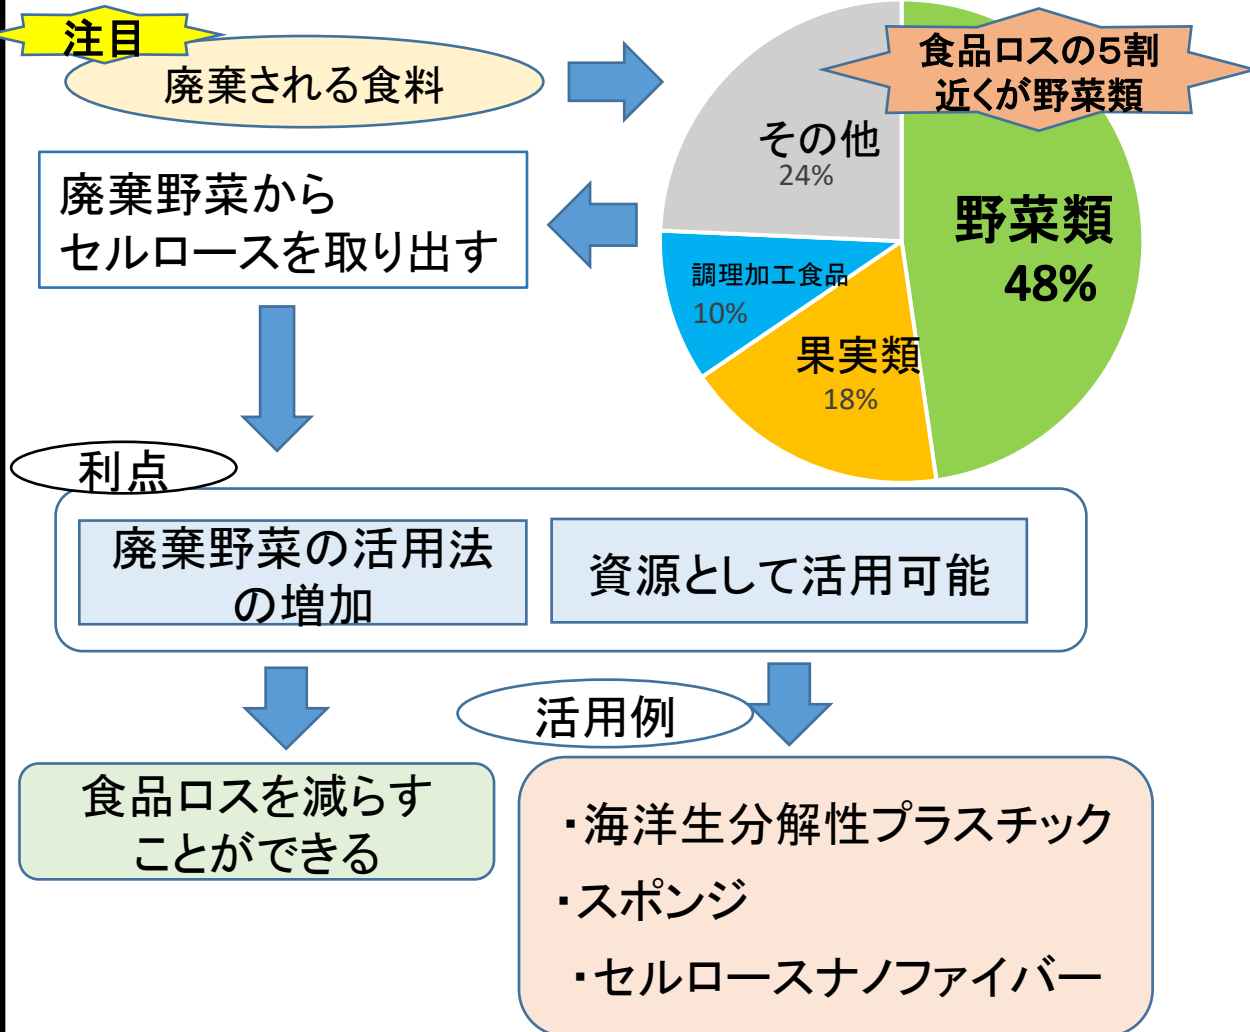 注目
廃棄される食料
食品ロスの５割
近くが野菜類
その他
24%
野菜類
48%
調理加工食品
10%
果実類
18%
廃棄野菜から
セルロースを取り出す
利点
廃棄野菜の活用法
の増加
資源として活用可能
食品ロスを減らす
ことができる
活用例
・海洋生分解性プラスチック
・スポンジ
・セルロースナノファイバー